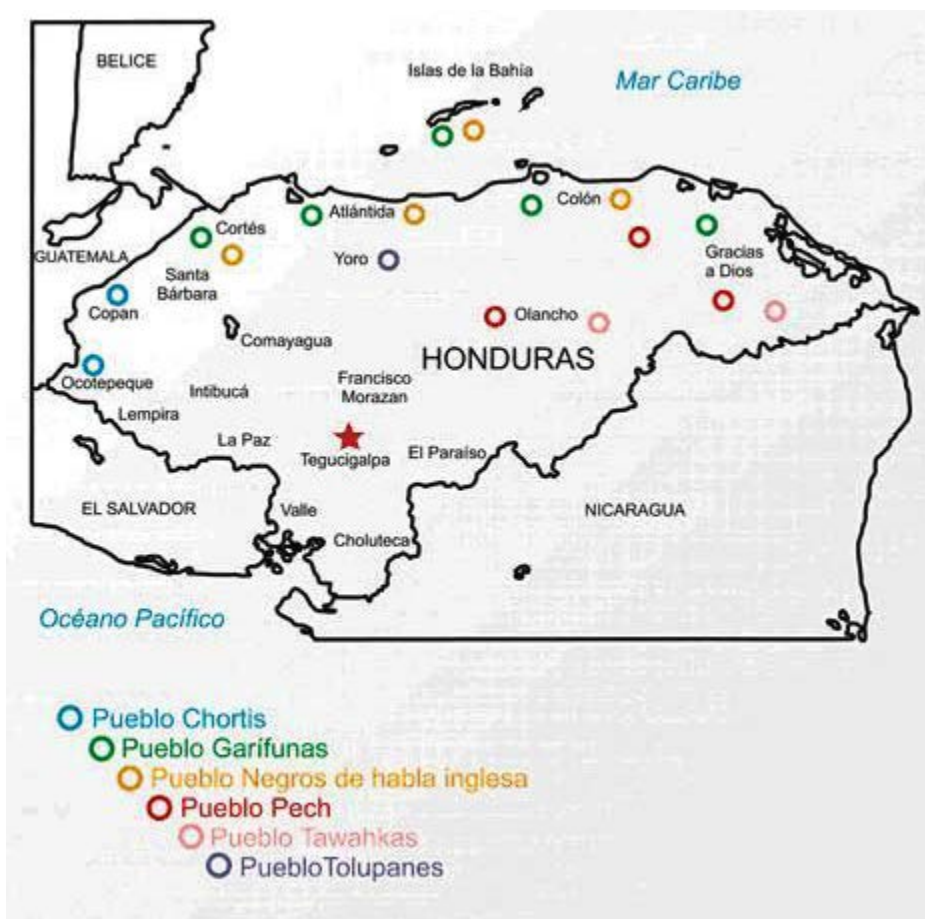 BELICE
Islas de la Bahía
Mar Caribe
Cortés
Atlántida
Colón
GUATEMALA
Yoro
Gracias
a Dios
Santa
Bárbara
Copan
Olancho
Comayagua
HONDURAS
Ocotepeque
Intibucá
Francisco
Morazan
Lempira
La Paz
Tegucigalpa
El Paraíso
EL SALVADOR
Valle
NICARAGUA
Choluteca
Océano Pacífico
Pueblo Chortis
Pueblo Garífunas
Pueblo Negros de habla inglesa
Pueblo Pech
Pueblo Tawahkas
PuebloTolupanes